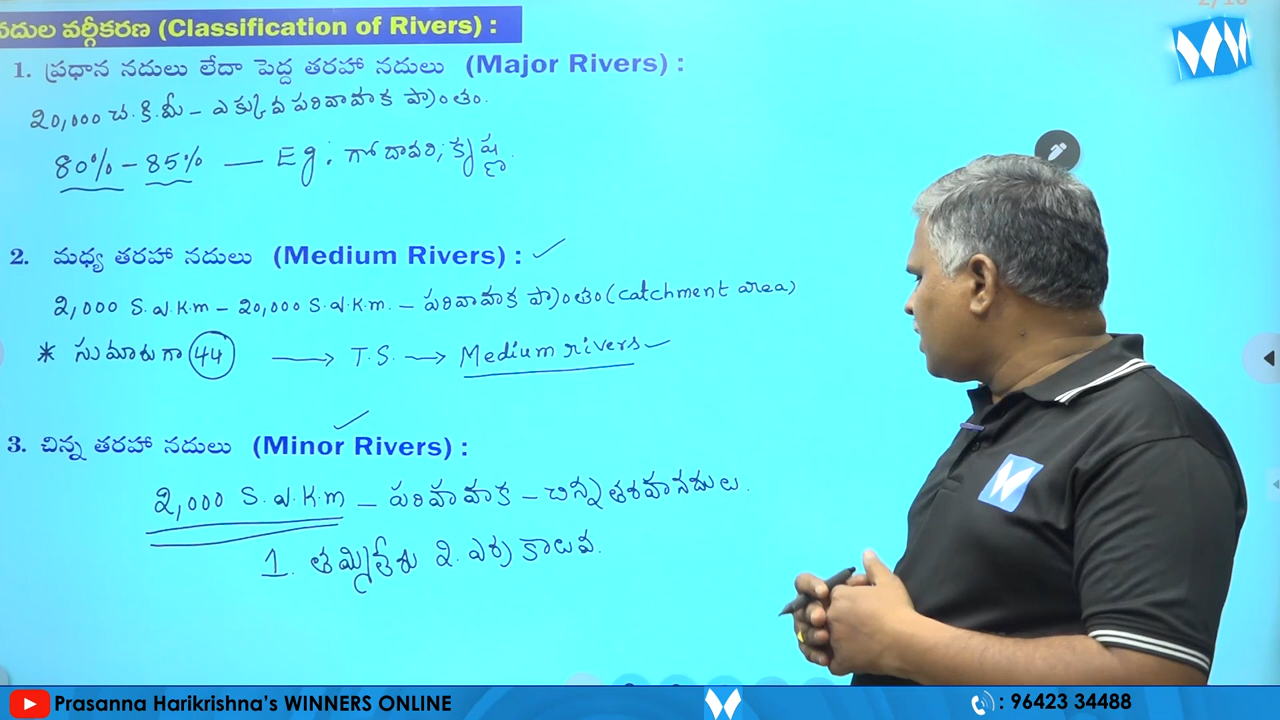 2/10
నదుల వర్గీకరణ (Classification of Rivers) :
1. ప్రధాన నదులు లేదా పెద్ద తరహా నదులు (Major Rivers) :
20,000 చ.కి.మీ – ఎక్కువ పరివాహక ప్రాంతం.
80% – 85% — Eg: గోదావరి, కృష్ణ.
2. మధ్య తరహా నదులు (Medium Rivers) :
2,000 S.q.K.m – 20,000 S.q.K.m. – పరివాహక ప్రాంతం (catchment area)
* సుమారుగా 44 → T.S. → Medium rivers
3. చిన్న తరహా నదులు (Minor Rivers) :
2,000 S.q.K.m – పరిహవాక – చిన్న తరహా నదులు.
1. తమ్మిలేరు 2. ఎర్ర కాలువ.
Prasanna Harikrishna's WINNERS ONLINE
: 96423 34488